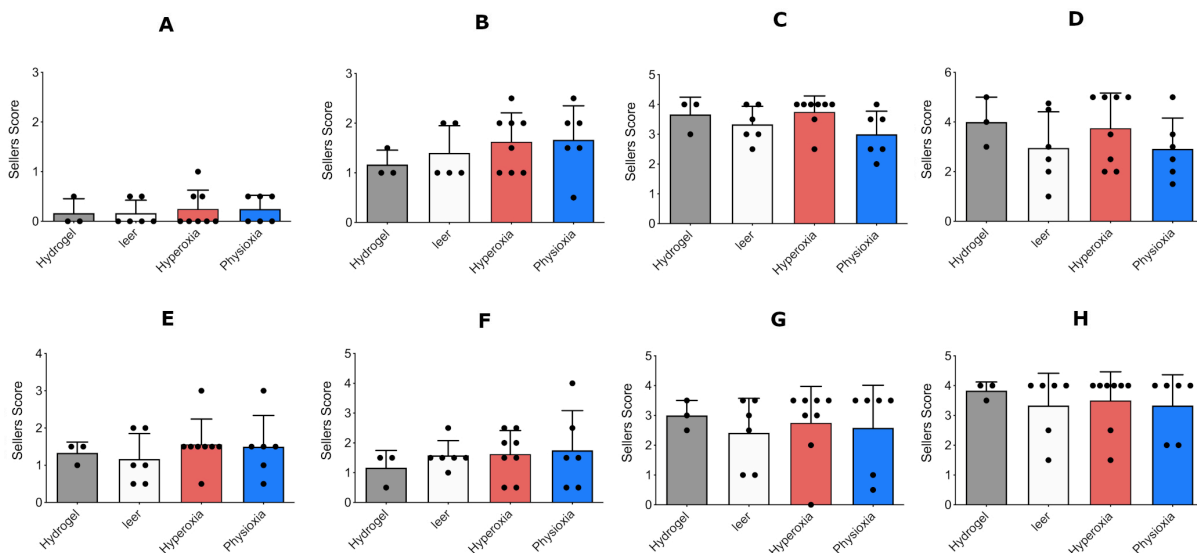 A
Sellers Score
3
2
1
0
Hydrogel
leer
Hyperoxia
Physioxia
B
Sellers Score
3
2
1
0
Hydrogel
leer
Hyperoxia
Physioxia
C
Sellers Score
5
4
3
2
1
0
Hydrogel
leer
Hyperoxia
Physioxia
D
Sellers Score
6
4
2
0
Hydrogel
leer
Hyperoxia
Physioxia
E
Sellers Score
4
3
2
1
0
Hydrogel
leer
Hyperoxia
Physioxia
F
Sellers Score
5
4
3
2
1
0
Hydrogel
leer
Hyperoxia
Physioxia
G
Sellers Score
5
4
3
2
1
0
Hydrogel
leer
Hyperoxia
Physioxia
H
Sellers Score
5
4
3
2
1
0
Hydrogel
leer
Hyperoxia
Physioxia